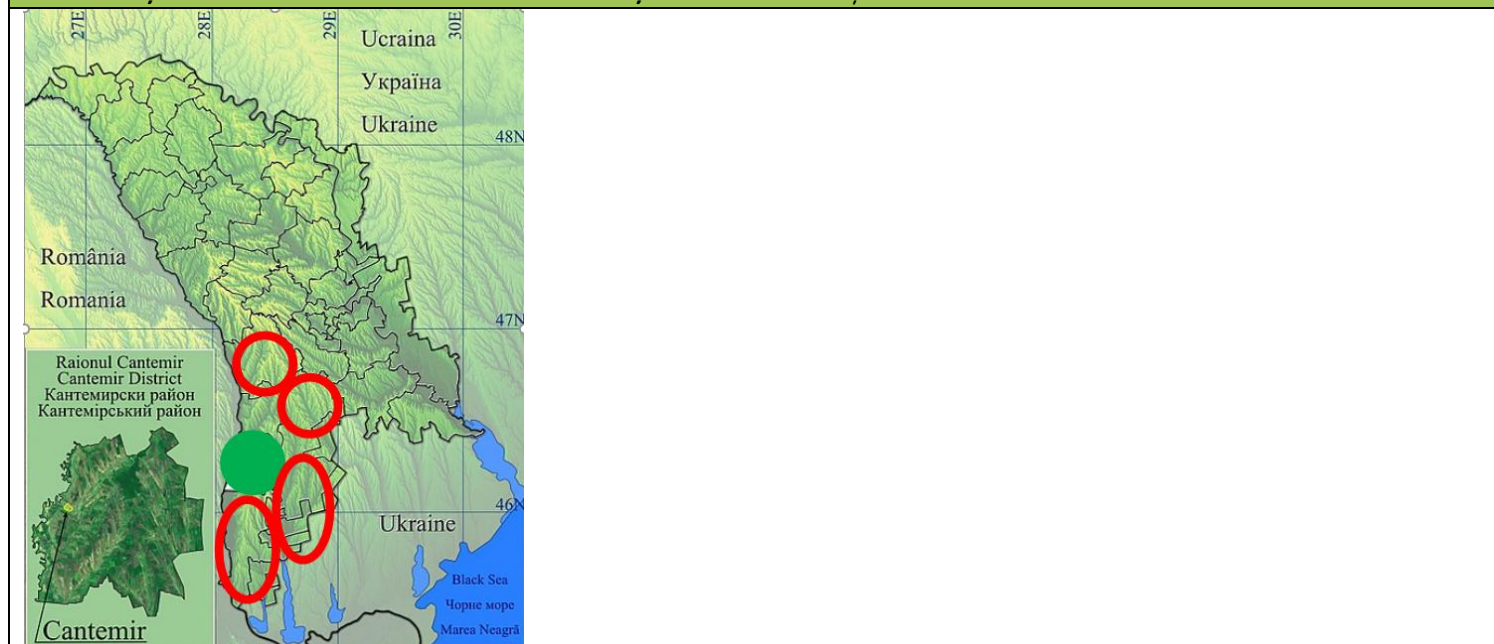 27E
28E
29E
30E
Ucraina
Україна
Ukraine
48N
România
Romania
47N
Raionul Cantemir
Cantemir District
Кантемирски район
Кантемірський район
46N
Ukraine
Black Sea
Чорне море
Marea Neagră
Cantemir